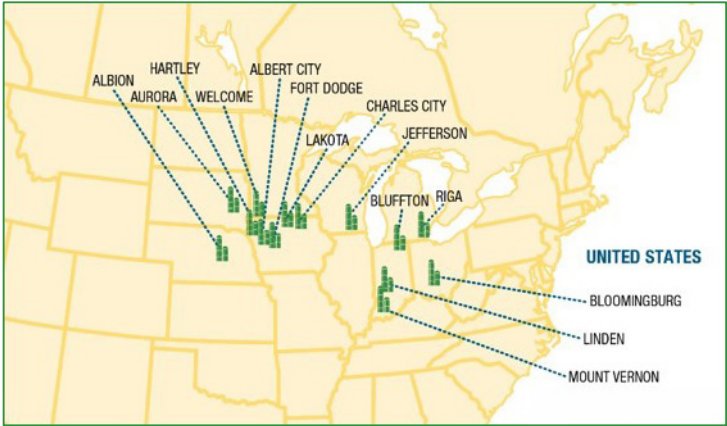 HARTLEY
ALBERT CITY
ALBION
FORT DODGE
AURORA
WELCOME
CHARLES CITY
LAKOTA
JEFFERSON
BLUFFTON
RIGA
UNITED STATES
BLOOMINGBURG
LINDEN
MOUNT VERNON